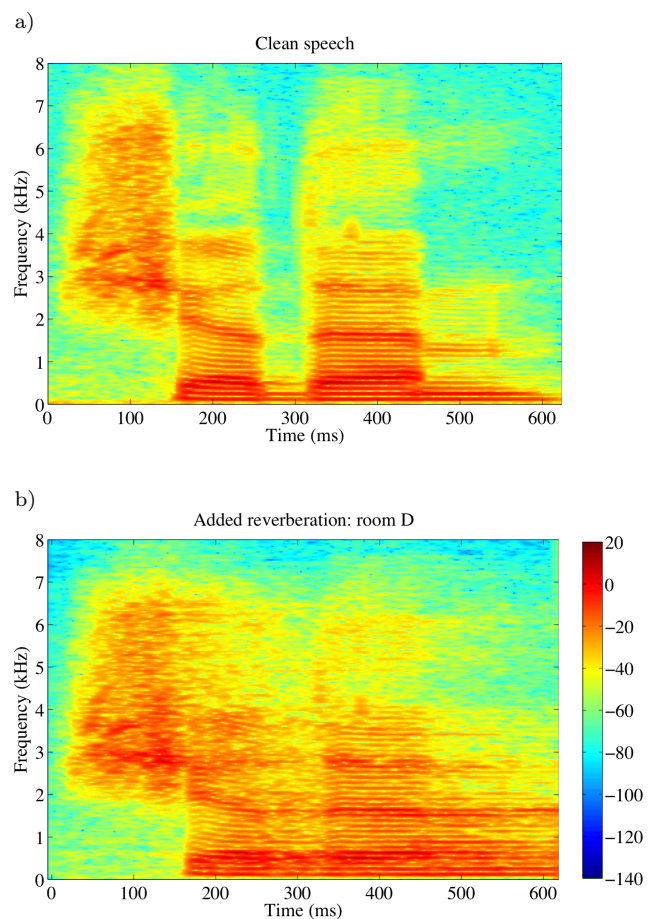 a)
Clean speech
8
7
6
5
4
3
2
1
0
Frequency (kHz)
0 100 200 300 400 500 600
Time (ms)
b)
Added reverberation: room D
8
7
6
5
4
3
2
1
0
Frequency (kHz)
0 100 200 300 400 500 600
Time (ms)
20
0
−20
−40
−60
−80
−100
−120
−140